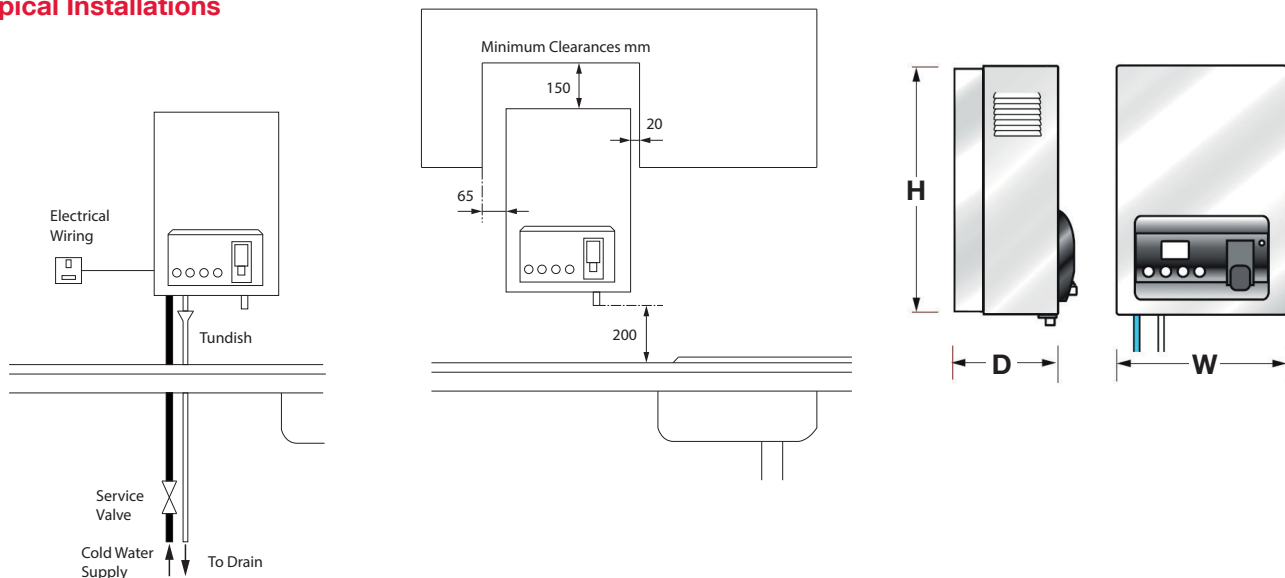 pical Installations
Electrical
Wiring
Tundish
Service
Valve
Cold Water
Supply
To Drain
Minimum Clearances mm
150
20
65
200
H
D
W